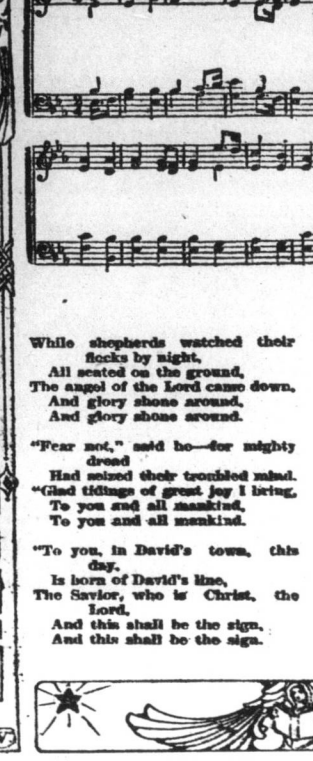 While shepherds watched their
flocks by night,
All seated on the ground,
The angel of the Lord came down,
And glory shone around,
And glory shone around.
"Fear not," said he—for mighty
dread
Had seized their troubled mind.
"Glad tidings of great joy I bring,
To you and all mankind,
To you and all mankind.
"To you, in David's town, this
day,
Is born of David's line,
The Savior, who is Christ, the
Lord,
And this shall be the sign,
And this shall be the sign.